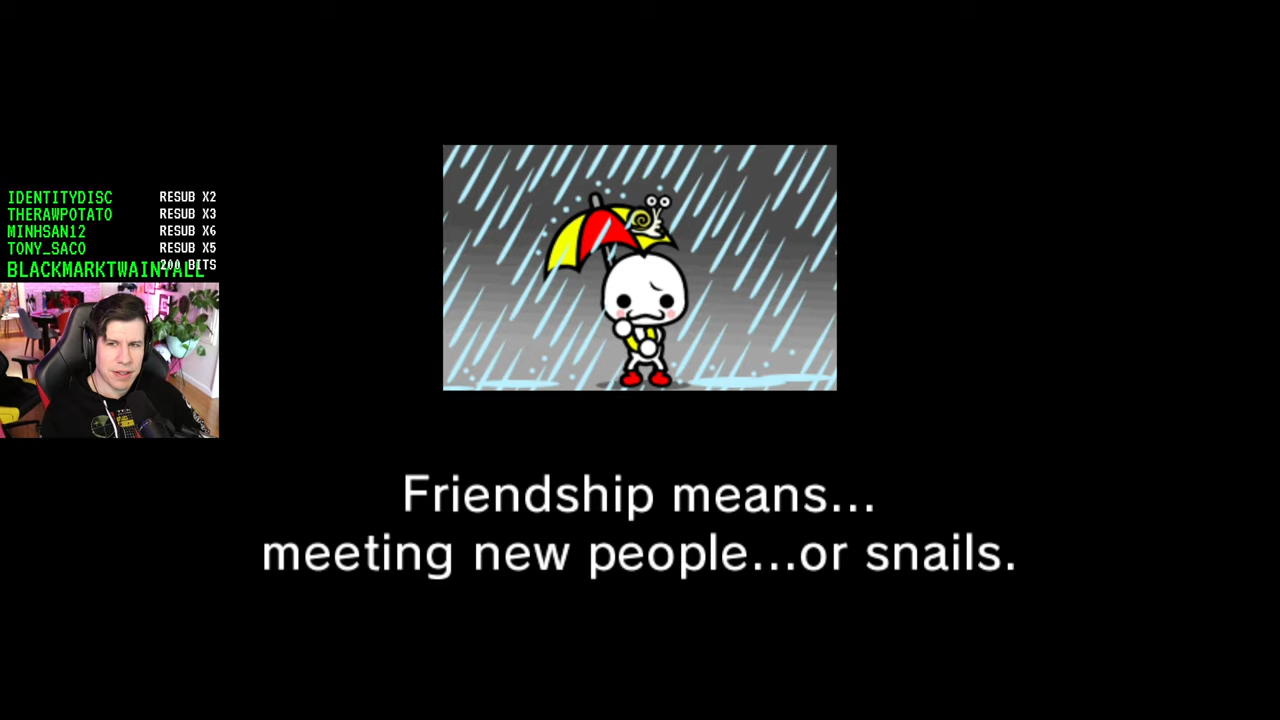 IDENTITYDISC RESUB X2
THERAWPOTATO RESUB X3
MINHSAN12 RESUB X6
TONY_SACO RESUB X5
BLACKMARKTWAINTALL 200 BITS
Friendship means...
meeting new people...or snails.